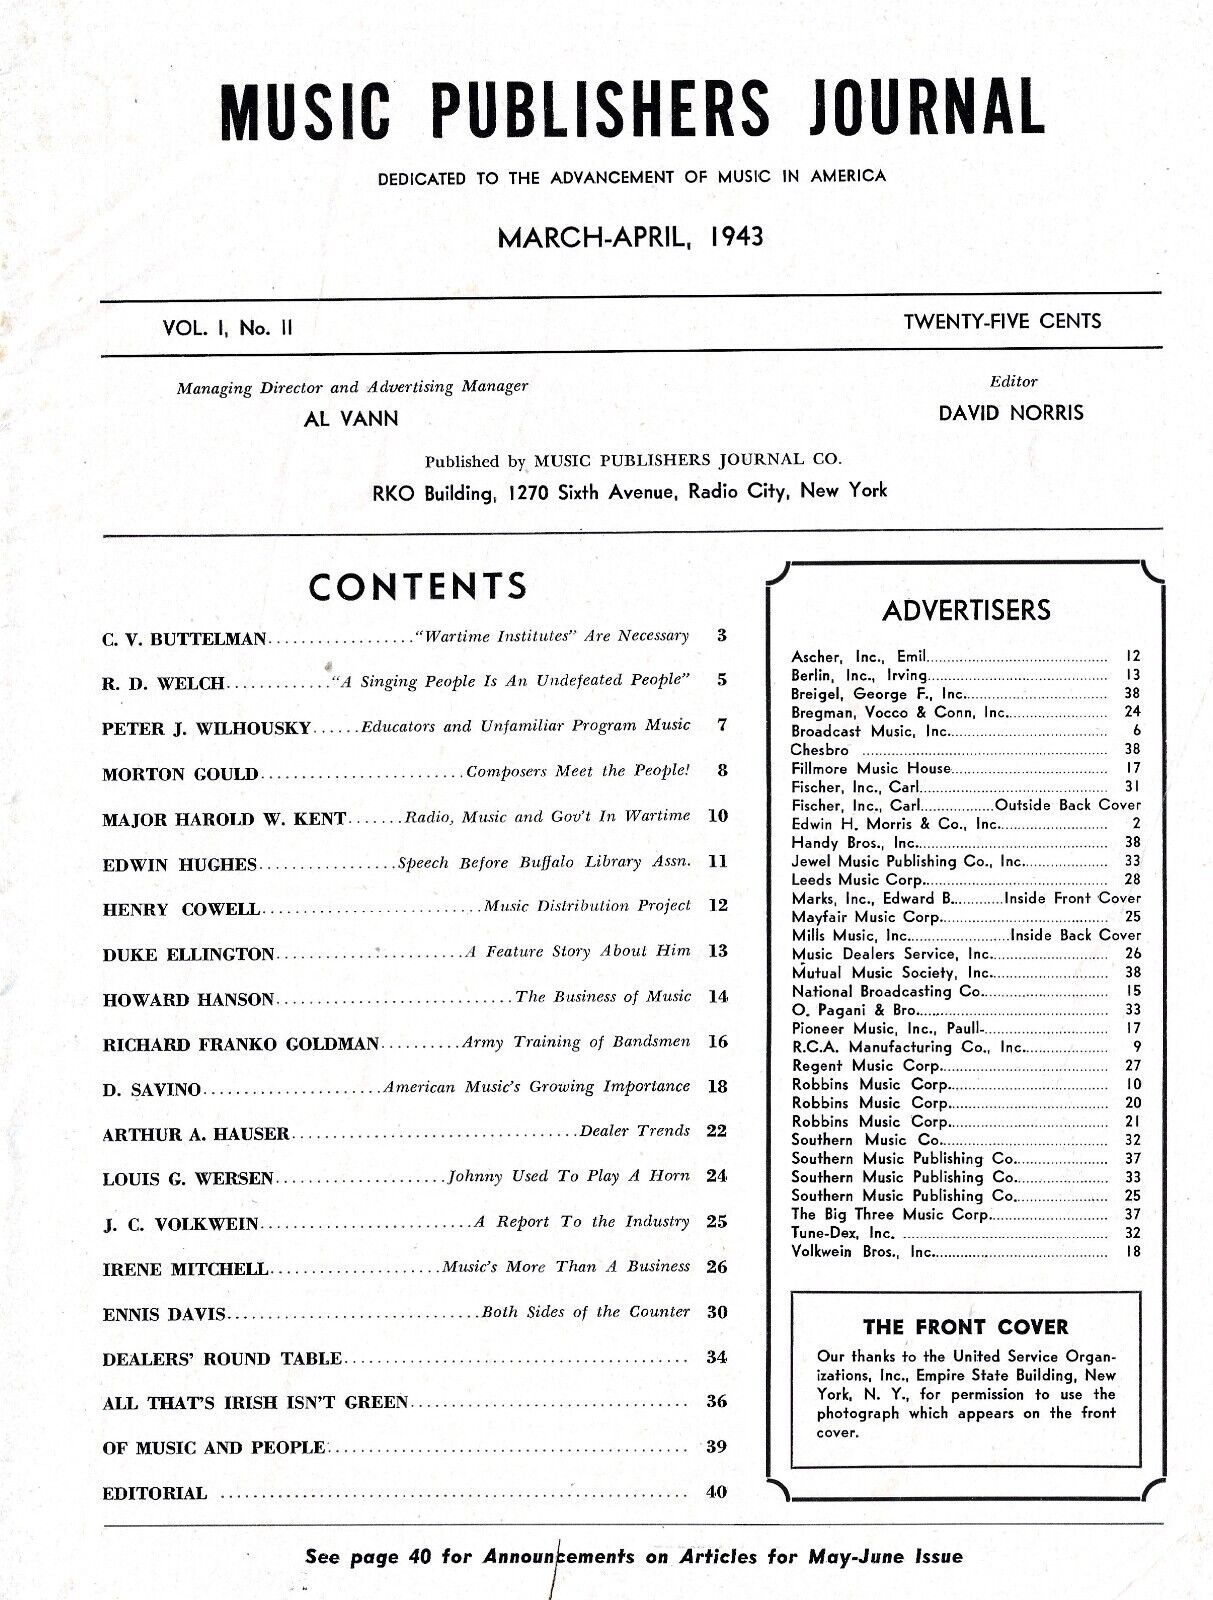 MUSIC PUBLISHERS JOURNAL
DEDICATED TO THE ADVANCEMENT OF MUSIC IN AMERICA
MARCH-APRIL, 1943
VOL. I, No. II
TWENTY-FIVE CENTS
Managing Director and Advertising Manager
AL VANN
Editor
DAVID NORRIS
Published by MUSIC PUBLISHERS JOURNAL CO.
RKO Building, 1270 Sixth Avenue, Radio City, New York
CONTENTS
C. V. BUTTELMAN.................."Wartime Institutes" Are Necessary 3
R. D. WELCH............."A Singing People Is An Undefeated People" 5
PETER J. WILHOUSKY......Educators and Unfamiliar Program Music 7
MORTON GOULD.........................Composers Meet the People! 8
MAJOR HAROLD W. KENT.......Radio, Music and Gov't In Wartime 10
EDWIN HUGHES.................Speech Before Buffalo Library Assn. 11
HENRY COWELL...........................Music Distribution Project 12
DUKE ELLINGTON.......................A Feature Story About Him 13
HOWARD HANSON.............................The Business of Music 14
RICHARD FRANKO GOLDMAN..........Army Training of Bandsmen 16
D. SAVINO......................American Music's Growing Importance 18
ARTHUR A. HAUSER...................................Dealer Trends 22
LOUIS G. WERSEN.....................Johnny Used To Play A Horn 24
J. C. VOLKWEIN..........................A Report To the Industry 25
IRENE MITCHELL.....................Music's More Than A Business 26
ENNIS DAVIS...............................Both Sides of the Counter 30
DEALERS' ROUND TABLE.......................................... 34
ALL THAT'S IRISH ISN'T GREEN.................................. 36
OF MUSIC AND PEOPLE............................................ 39
EDITORIAL ......................................................... 40
ADVERTISERS
Ascher, Inc., Emil........................................... 12
Berlin, Inc., Irving........................................... 13
Breigel, George F., Inc.................................. 38
Bregman, Vocco & Conn, Inc........................ 24
Broadcast Music, Inc...................................... 6
Chesbro ........................................................... 38
Fillmore Music House..................................... 17
Fischer, Inc., Carl............................................. 31
Fischer, Inc., Carl.................Outside Back Cover
Edwin H. Morris & Co., Inc.......................... 2
Handy Bros., Inc............................................. 38
Jewel Music Publishing Co., Inc.................... 33
Leeds Music Corp............................................ 28
Marks, Inc., Edward B............Inside Front Cover
Mayfair Music Corp........................................ 25
Mills Music, Inc........................Inside Back Cover
Music Dealers Service, Inc............................ 26
Mutual Music Society, Inc............................ 38
National Broadcasting Co.............................. 15
O. Pagani & Bro.............................................. 33
Pioneer Music, Inc., Paull-.............................. 17
R.C.A. Manufacturing Co., Inc.................... 9
Regent Music Corp........................................ 27
Robbins Music Corp...................................... 10
Robbins Music Corp...................................... 20
Robbins Music Corp...................................... 21
Southern Music Co........................................ 32
Southern Music Publishing Co...................... 37
Southern Music Publishing Co...................... 33
Southern Music Publishing Co...................... 25
The Big Three Music Corp............................ 37
Tune-Dex, Inc. ................................................. 32
Volkwein Bros., Inc.......................................... 18
THE FRONT COVER
Our thanks to the United Service Organ-
izations, Inc., Empire State Building, New
York, N. Y., for permission to use the
photograph which appears on the front
cover.
See page 40 for Announcements on Articles for May-June Issue